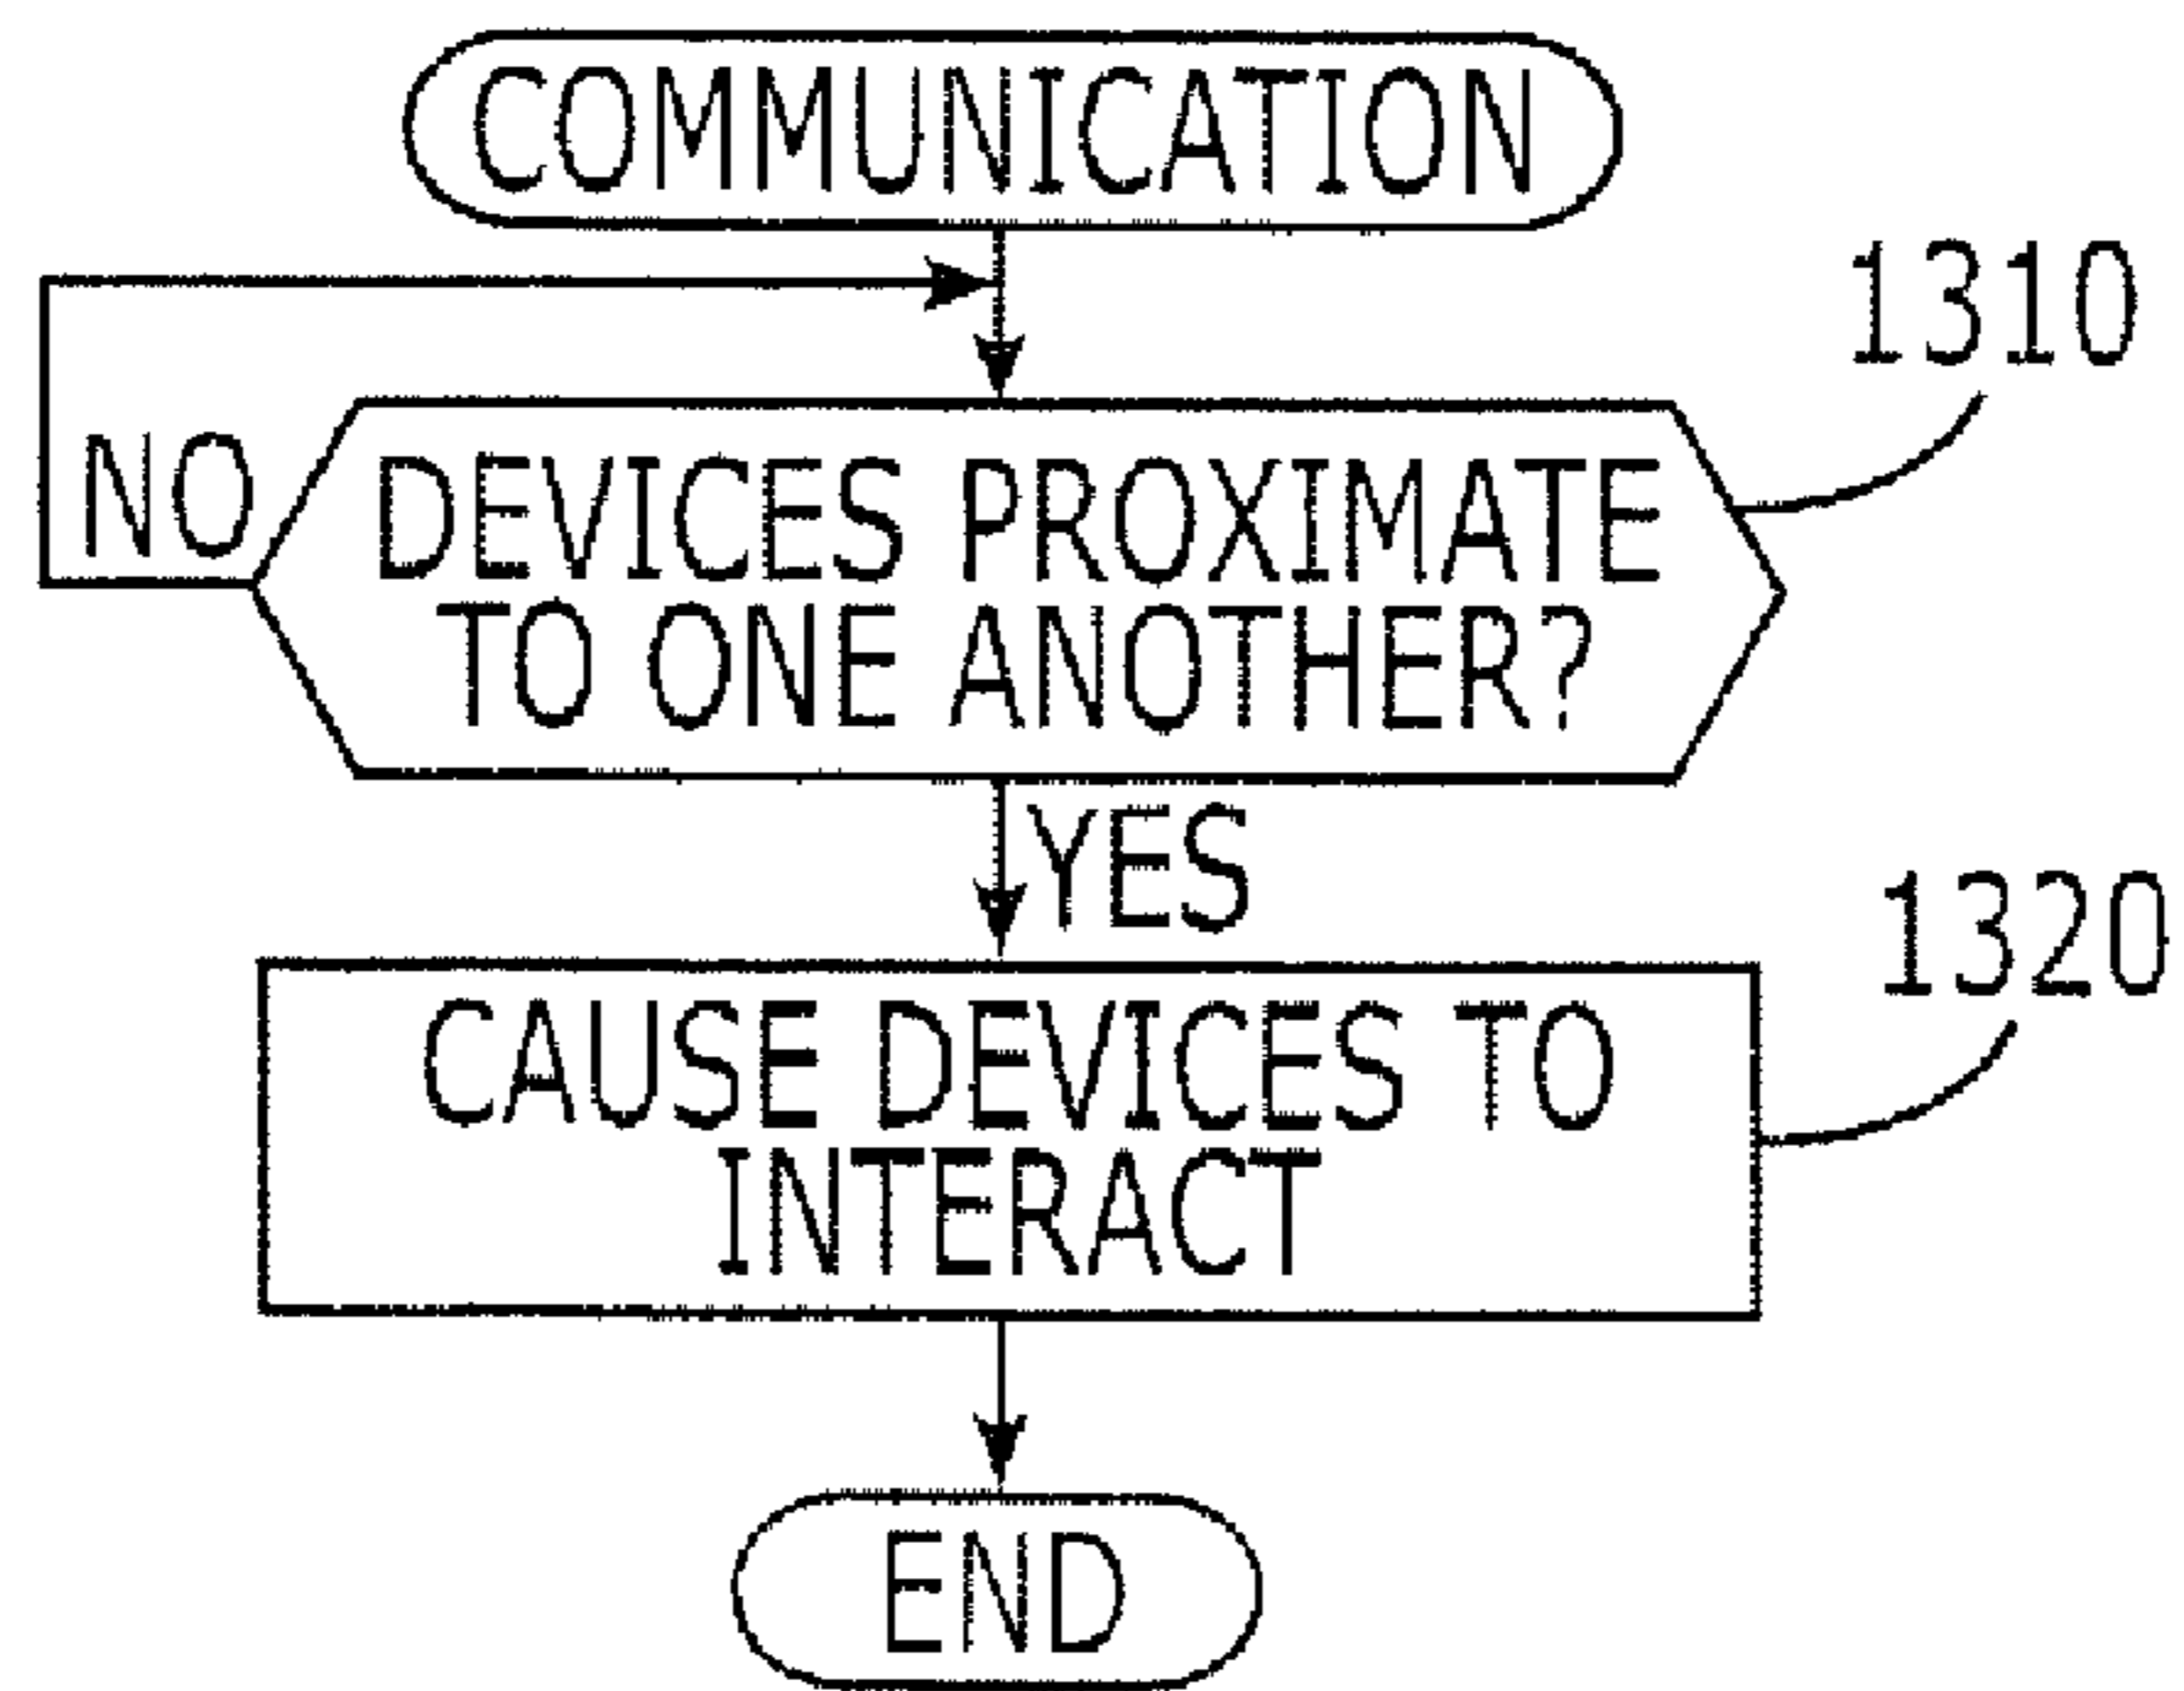 COMMUNICATION
1310
NO
DEVICES PROXIMATE
TO ONE ANOTHER?
YES
1320
CAUSE DEVICES TO
INTERACT
END